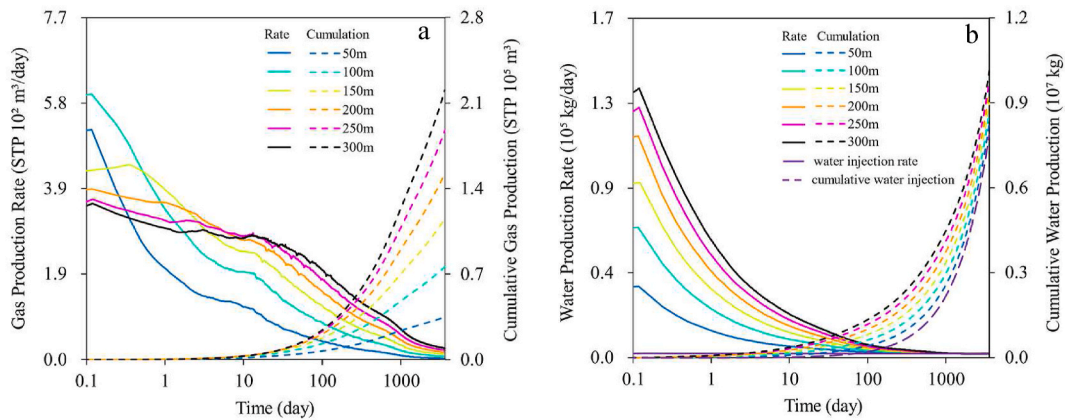 a
Rate Cumulation
50m
100m
150m
200m
250m
300m
Gas Production Rate (STP 10² m³/day)
7.7
5.8
3.9
1.9
0.0
Cumulative Gas Production (STP 10⁵ m³)
2.8
2.1
1.4
0.7
0.0
0.1 1 10 100 1000
Time (day)
b
Rate Cumulation
50m
100m
150m
200m
250m
300m
water injection rate
cumulative water injection
Water Production Rate (10⁵ kg/day)
1.7
1.3
0.9
0.4
0.0
Cumulative Water Production (10⁷ kg)
1.2
0.9
0.6
0.3
0.0
0.1 1 10 100 1000
Time (day)